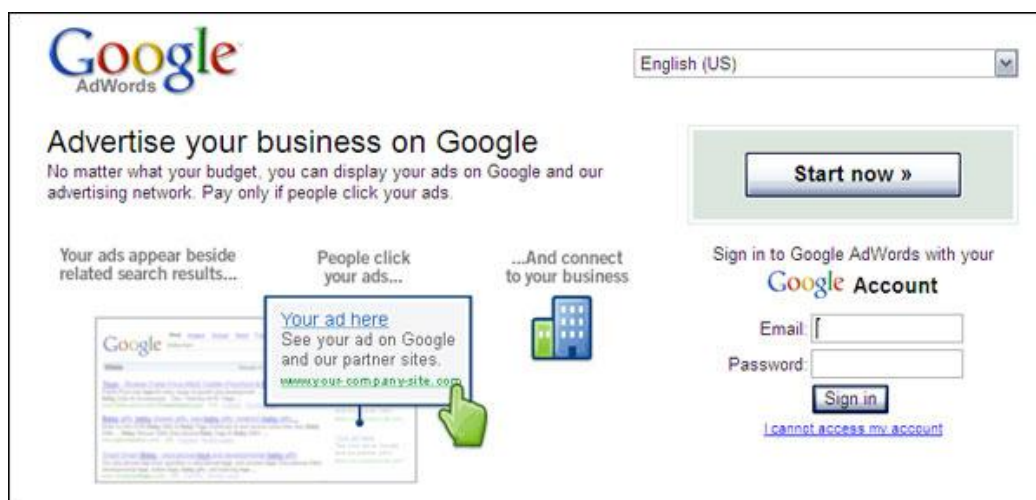 Google
AdWords
English (US)
Advertise your business on Google
No matter what your budget, you can display your ads on Google and our
advertising network. Pay only if people click your ads.
Start now »
Your ads appear beside
related search results...
People click
your ads...
...And connect
to your business
Google
Your ad here
See your ad on Google
and our partner sites.
www.your-company-site.com
Sign in to Google AdWords with your
Google Account
Email:
Password:
Sign in
I cannot access my account